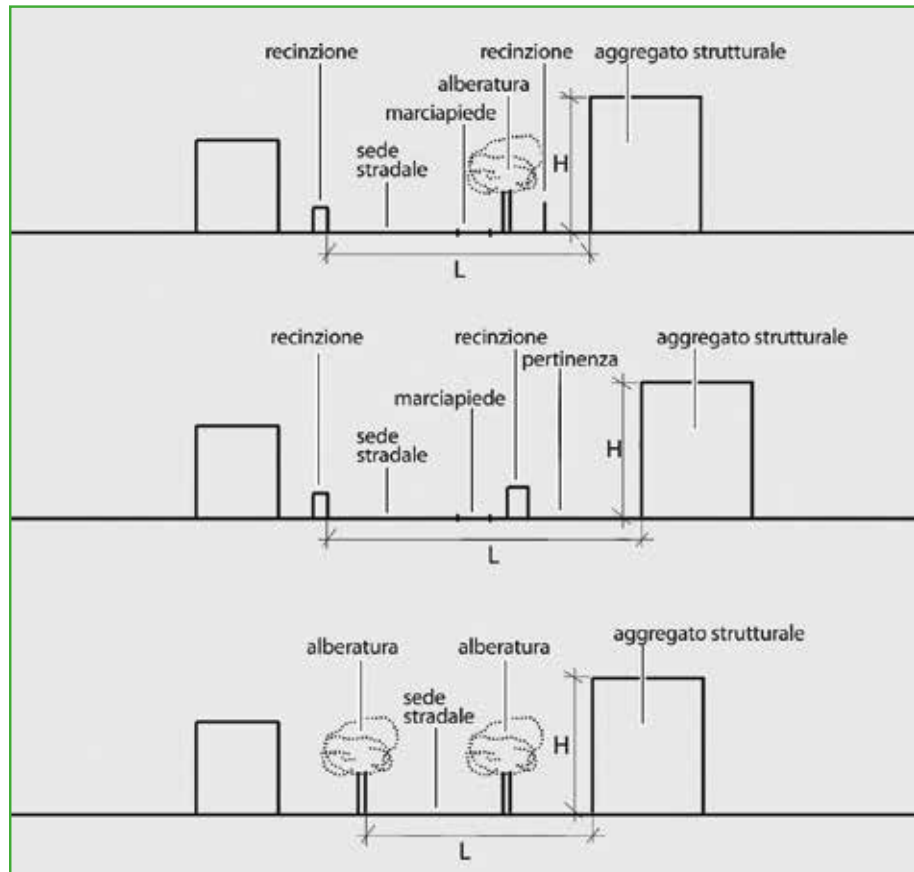 recinzione
recinzione
aggregato strutturale
alberatura
marciapiede
sede
stradale
H
L
recinzione
recinzione
aggregato strutturale
pertinenza
marciapiede
sede
stradale
H
L
alberatura
alberatura
aggregato strutturale
sede
stradale
H
L